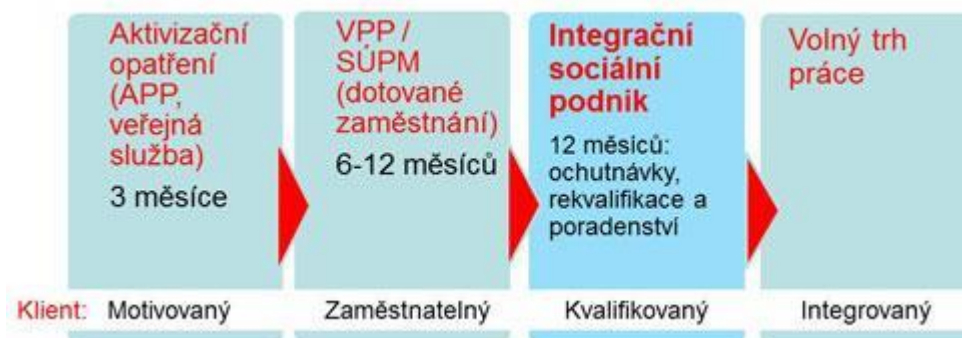 Aktivizační
opatření
(APP,
veřejná
služba)
3 měsíce
VPP /
SÚPM
(dotované
zaměstnání)
6-12 měsíců
Integrační
sociální
podnik
12 měsíců:
ochutnávky,
rekvalifikace a
poradenství
Volný trh
práce
Klient: Motivovaný Zaměstnatelný Kvalifikovaný Integrovaný